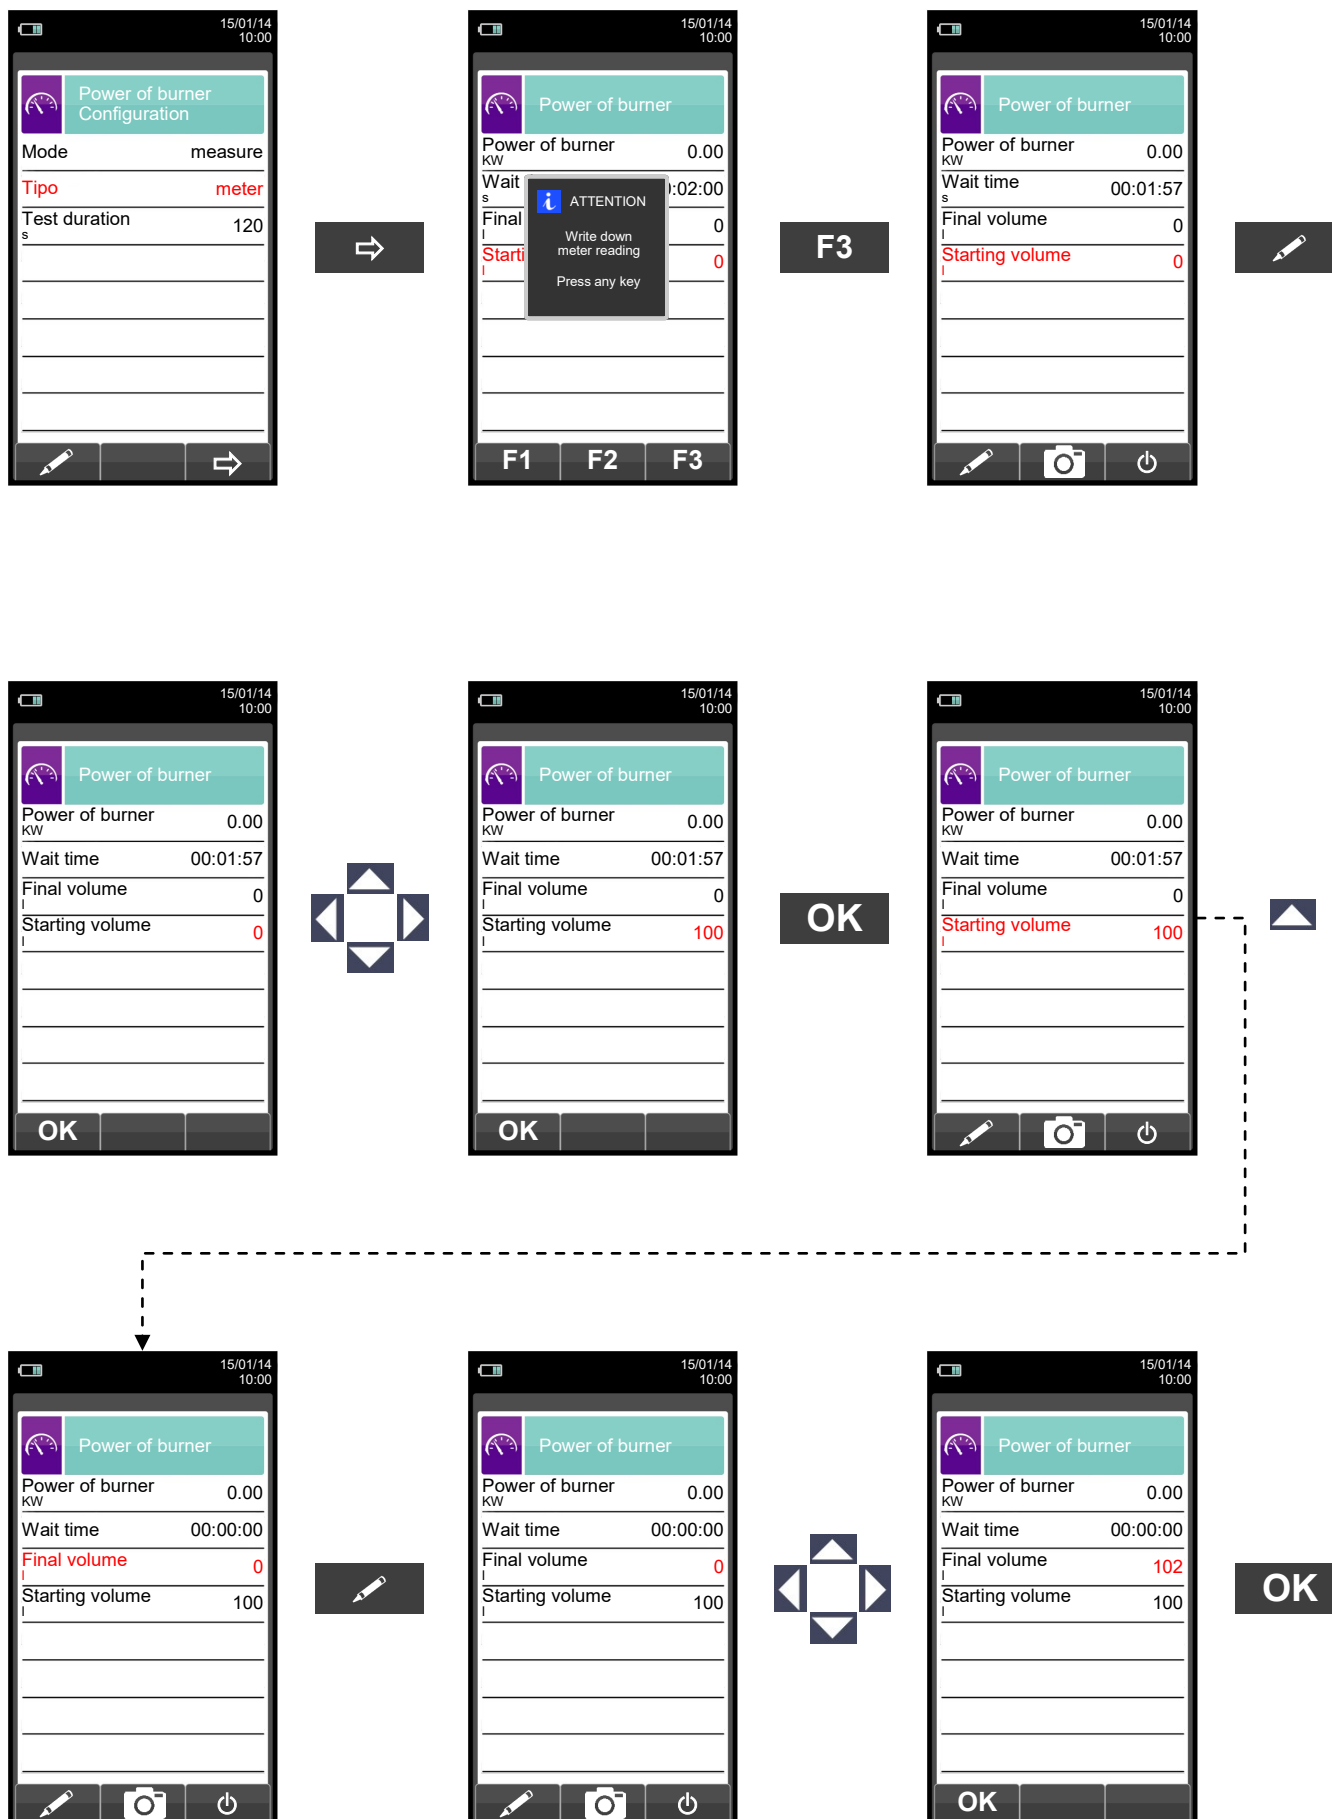 15/01/14
10:00
Power of burner
Configuration
Mode measure
Tipo meter
Test duration 120
s
15/01/14
10:00
Power of burner
Power of burner 0.00
KW
Wait :02:00
s
Final 0
l
Starti 0
l
i ATTENTION
Write down
meter reading
Press any key
F1 F2 F3
F3
15/01/14
10:00
Power of burner
Power of burner 0.00
KW
Wait time 00:01:57
s
Final volume 0
l
Starting volume 0
l
15/01/14
10:00
Power of burner
Power of burner 0.00
KW
Wait time 00:01:57
Final volume 0
l
Starting volume 0
l
OK
15/01/14
10:00
Power of burner
Power of burner 0.00
KW
Wait time 00:01:57
Final volume 0
l
Starting volume 100
l
OK
OK
15/01/14
10:00
Power of burner
Power of burner 0.00
KW
Wait time 00:01:57
Final volume 0
l
Starting volume 100
l
15/01/14
10:00
Power of burner
Power of burner 0.00
KW
Wait time 00:00:00
Final volume 0
l
Starting volume 100
l
15/01/14
10:00
Power of burner
Power of burner 0.00
KW
Wait time 00:00:00
Final volume 0
l
Starting volume 100
l
15/01/14
10:00
Power of burner
Power of burner 0.00
KW
Wait time 00:00:00
Final volume 102
l
Starting volume 100
l
OK
OK